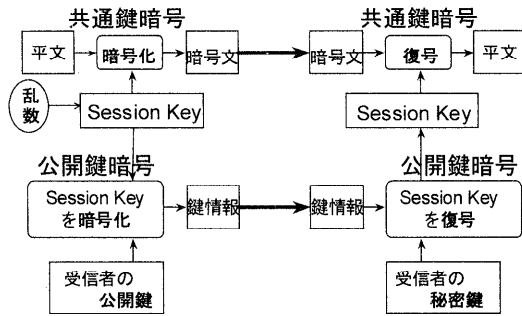 共通鍵暗号
共通鍵暗号
平文
暗号化
暗号文
暗号文
復号
平文
乱数
Session Key
Session Key
公開鍵暗号
公開鍵暗号
Session Key
を暗号化
鍵情報
鍵情報
Session Key
を復号
受信者の
公開鍵
受信者の
秘密鍵